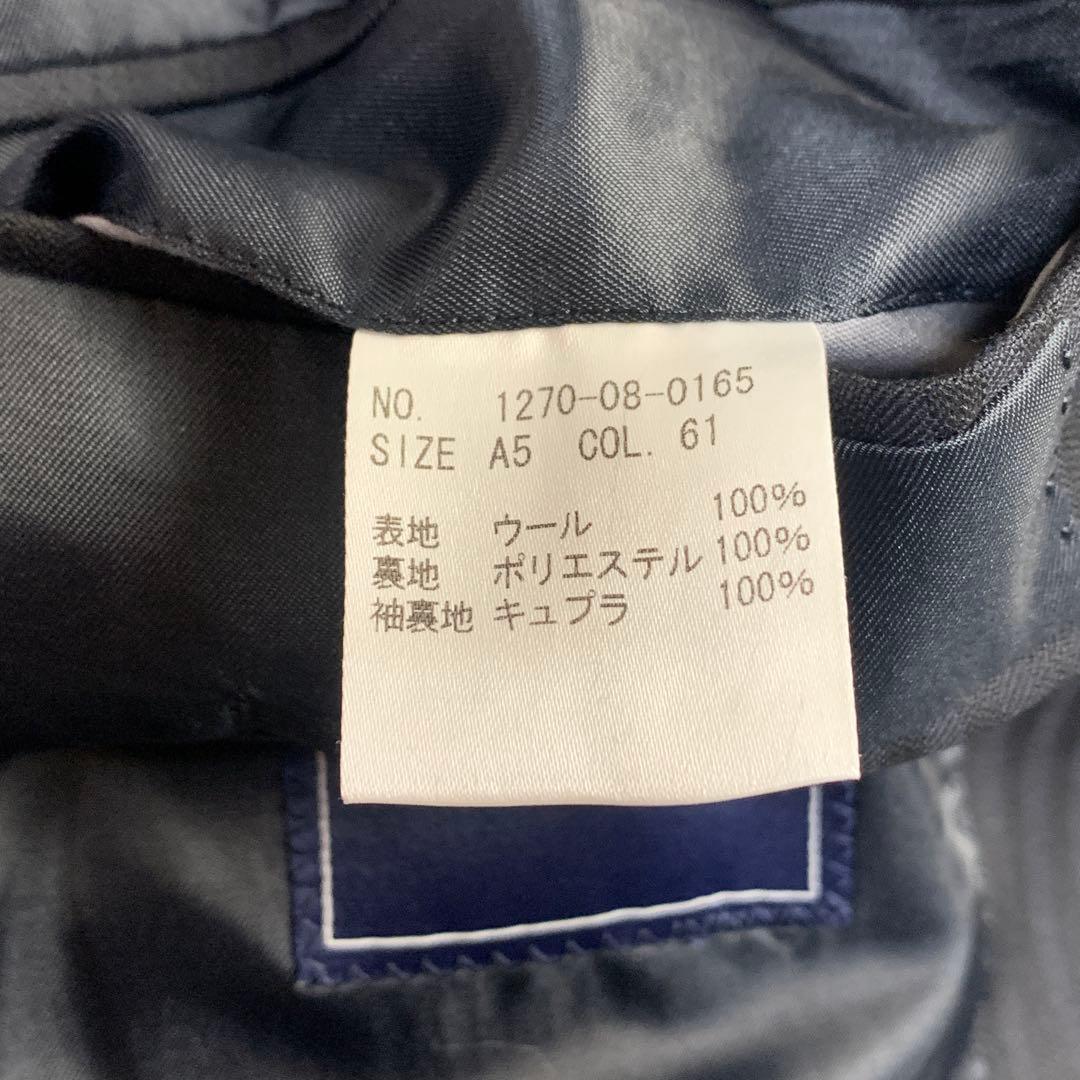 NO. 1270-08-0165
SIZE A5 COL. 61
表地 ウール 100%
裏地 ポリエステル 100%
袖裏地 キュプラ 100%